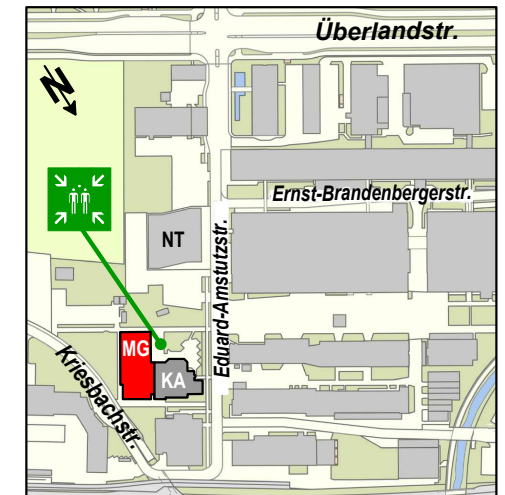 Überlandstr.
N
Ernst-Brandenbergerstr.
NT
Eduard-Amstutzstr.
MG
KA
Kriesbachstr.